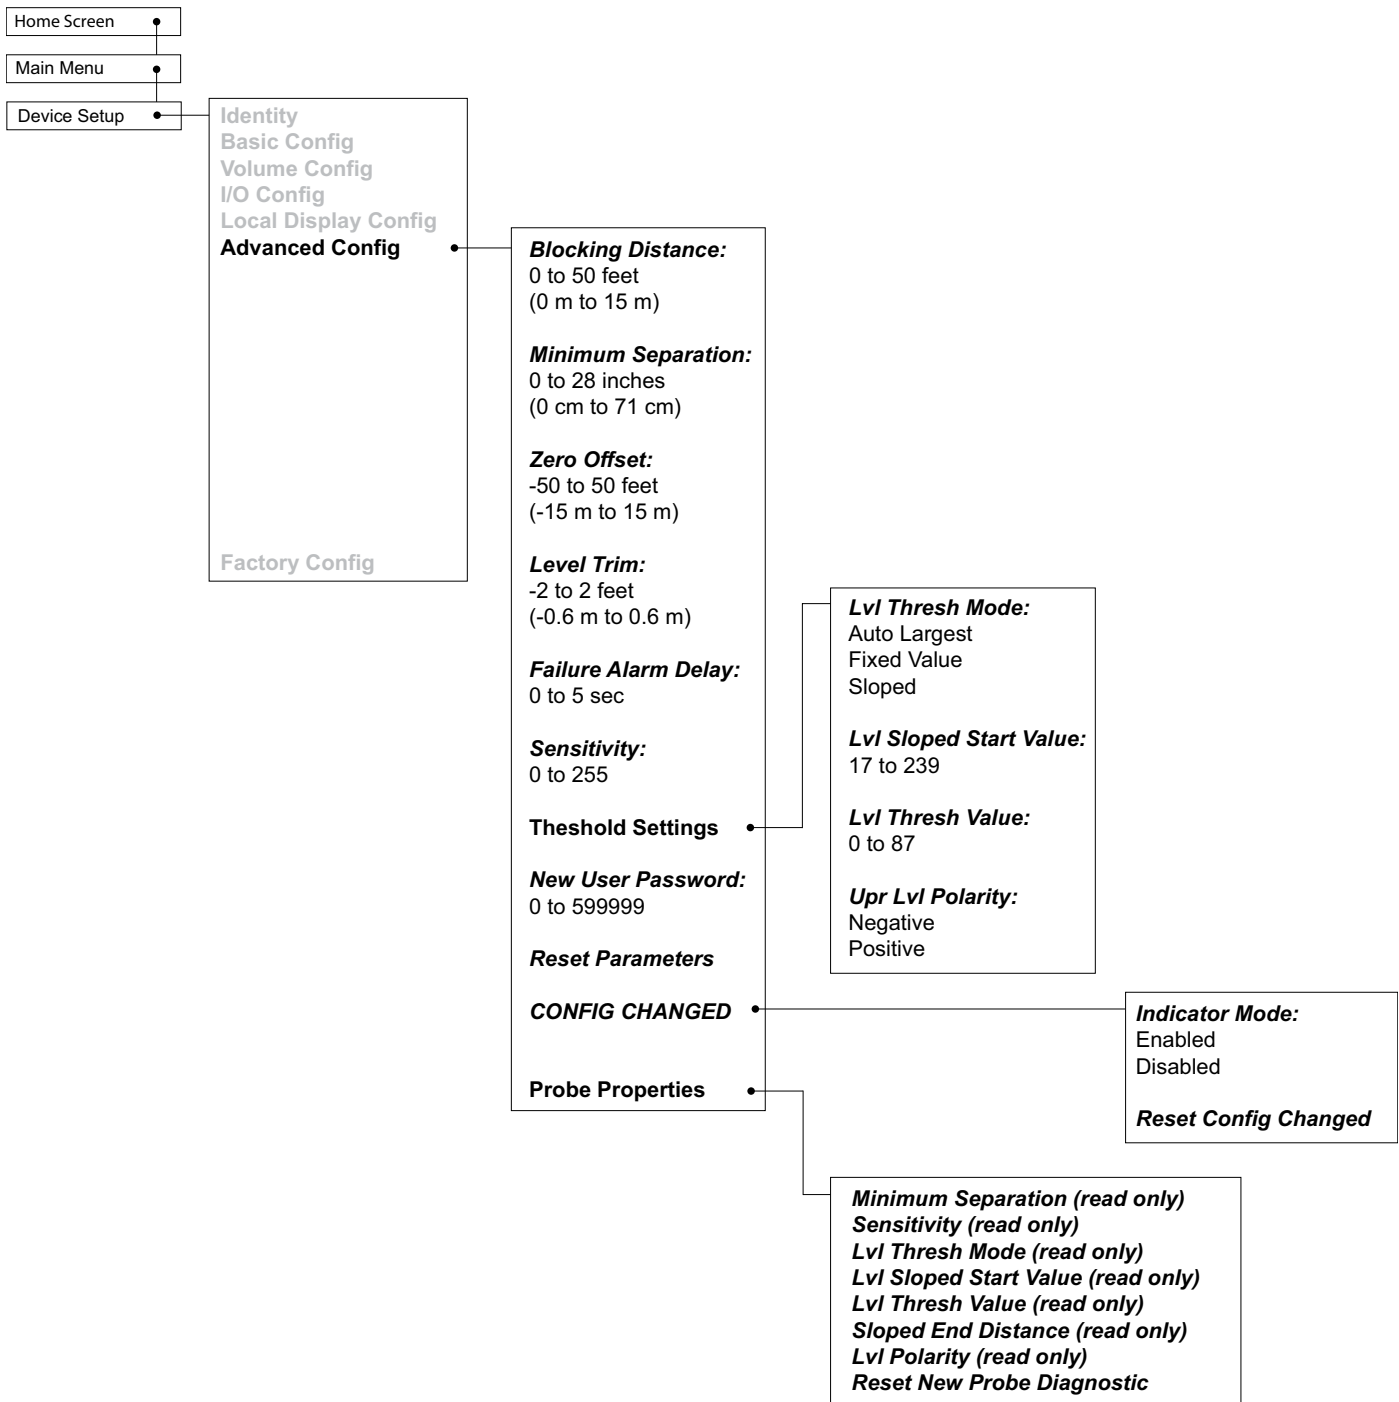 Home Screen
Main Menu
Device Setup
Identity
Basic Config
Volume Config
I/O Config
Local Display Config
Advanced Config
Factory Config
Blocking Distance:
0 to 50 feet
(0 m to 15 m)
Minimum Separation:
0 to 28 inches
(0 cm to 71 cm)
Zero Offset:
-50 to 50 feet
(-15 m to 15 m)
Level Trim:
-2 to 2 feet
(-0.6 m to 0.6 m)
Failure Alarm Delay:
0 to 5 sec
Sensitivity:
0 to 255
Theshold Settings
New User Password:
0 to 599999
Reset Parameters
CONFIG CHANGED
Probe Properties
Lvl Thresh Mode:
Auto Largest
Fixed Value
Sloped
Lvl Sloped Start Value:
17 to 239
Lvl Thresh Value:
0 to 87
Upr Lvl Polarity:
Negative
Positive
Indicator Mode:
Enabled
Disabled
Reset Config Changed
Minimum Separation (read only)
Sensitivity (read only)
Lvl Thresh Mode (read only)
Lvl Sloped Start Value (read only)
Lvl Thresh Value (read only)
Sloped End Distance (read only)
Lvl Polarity (read only)
Reset New Probe Diagnostic